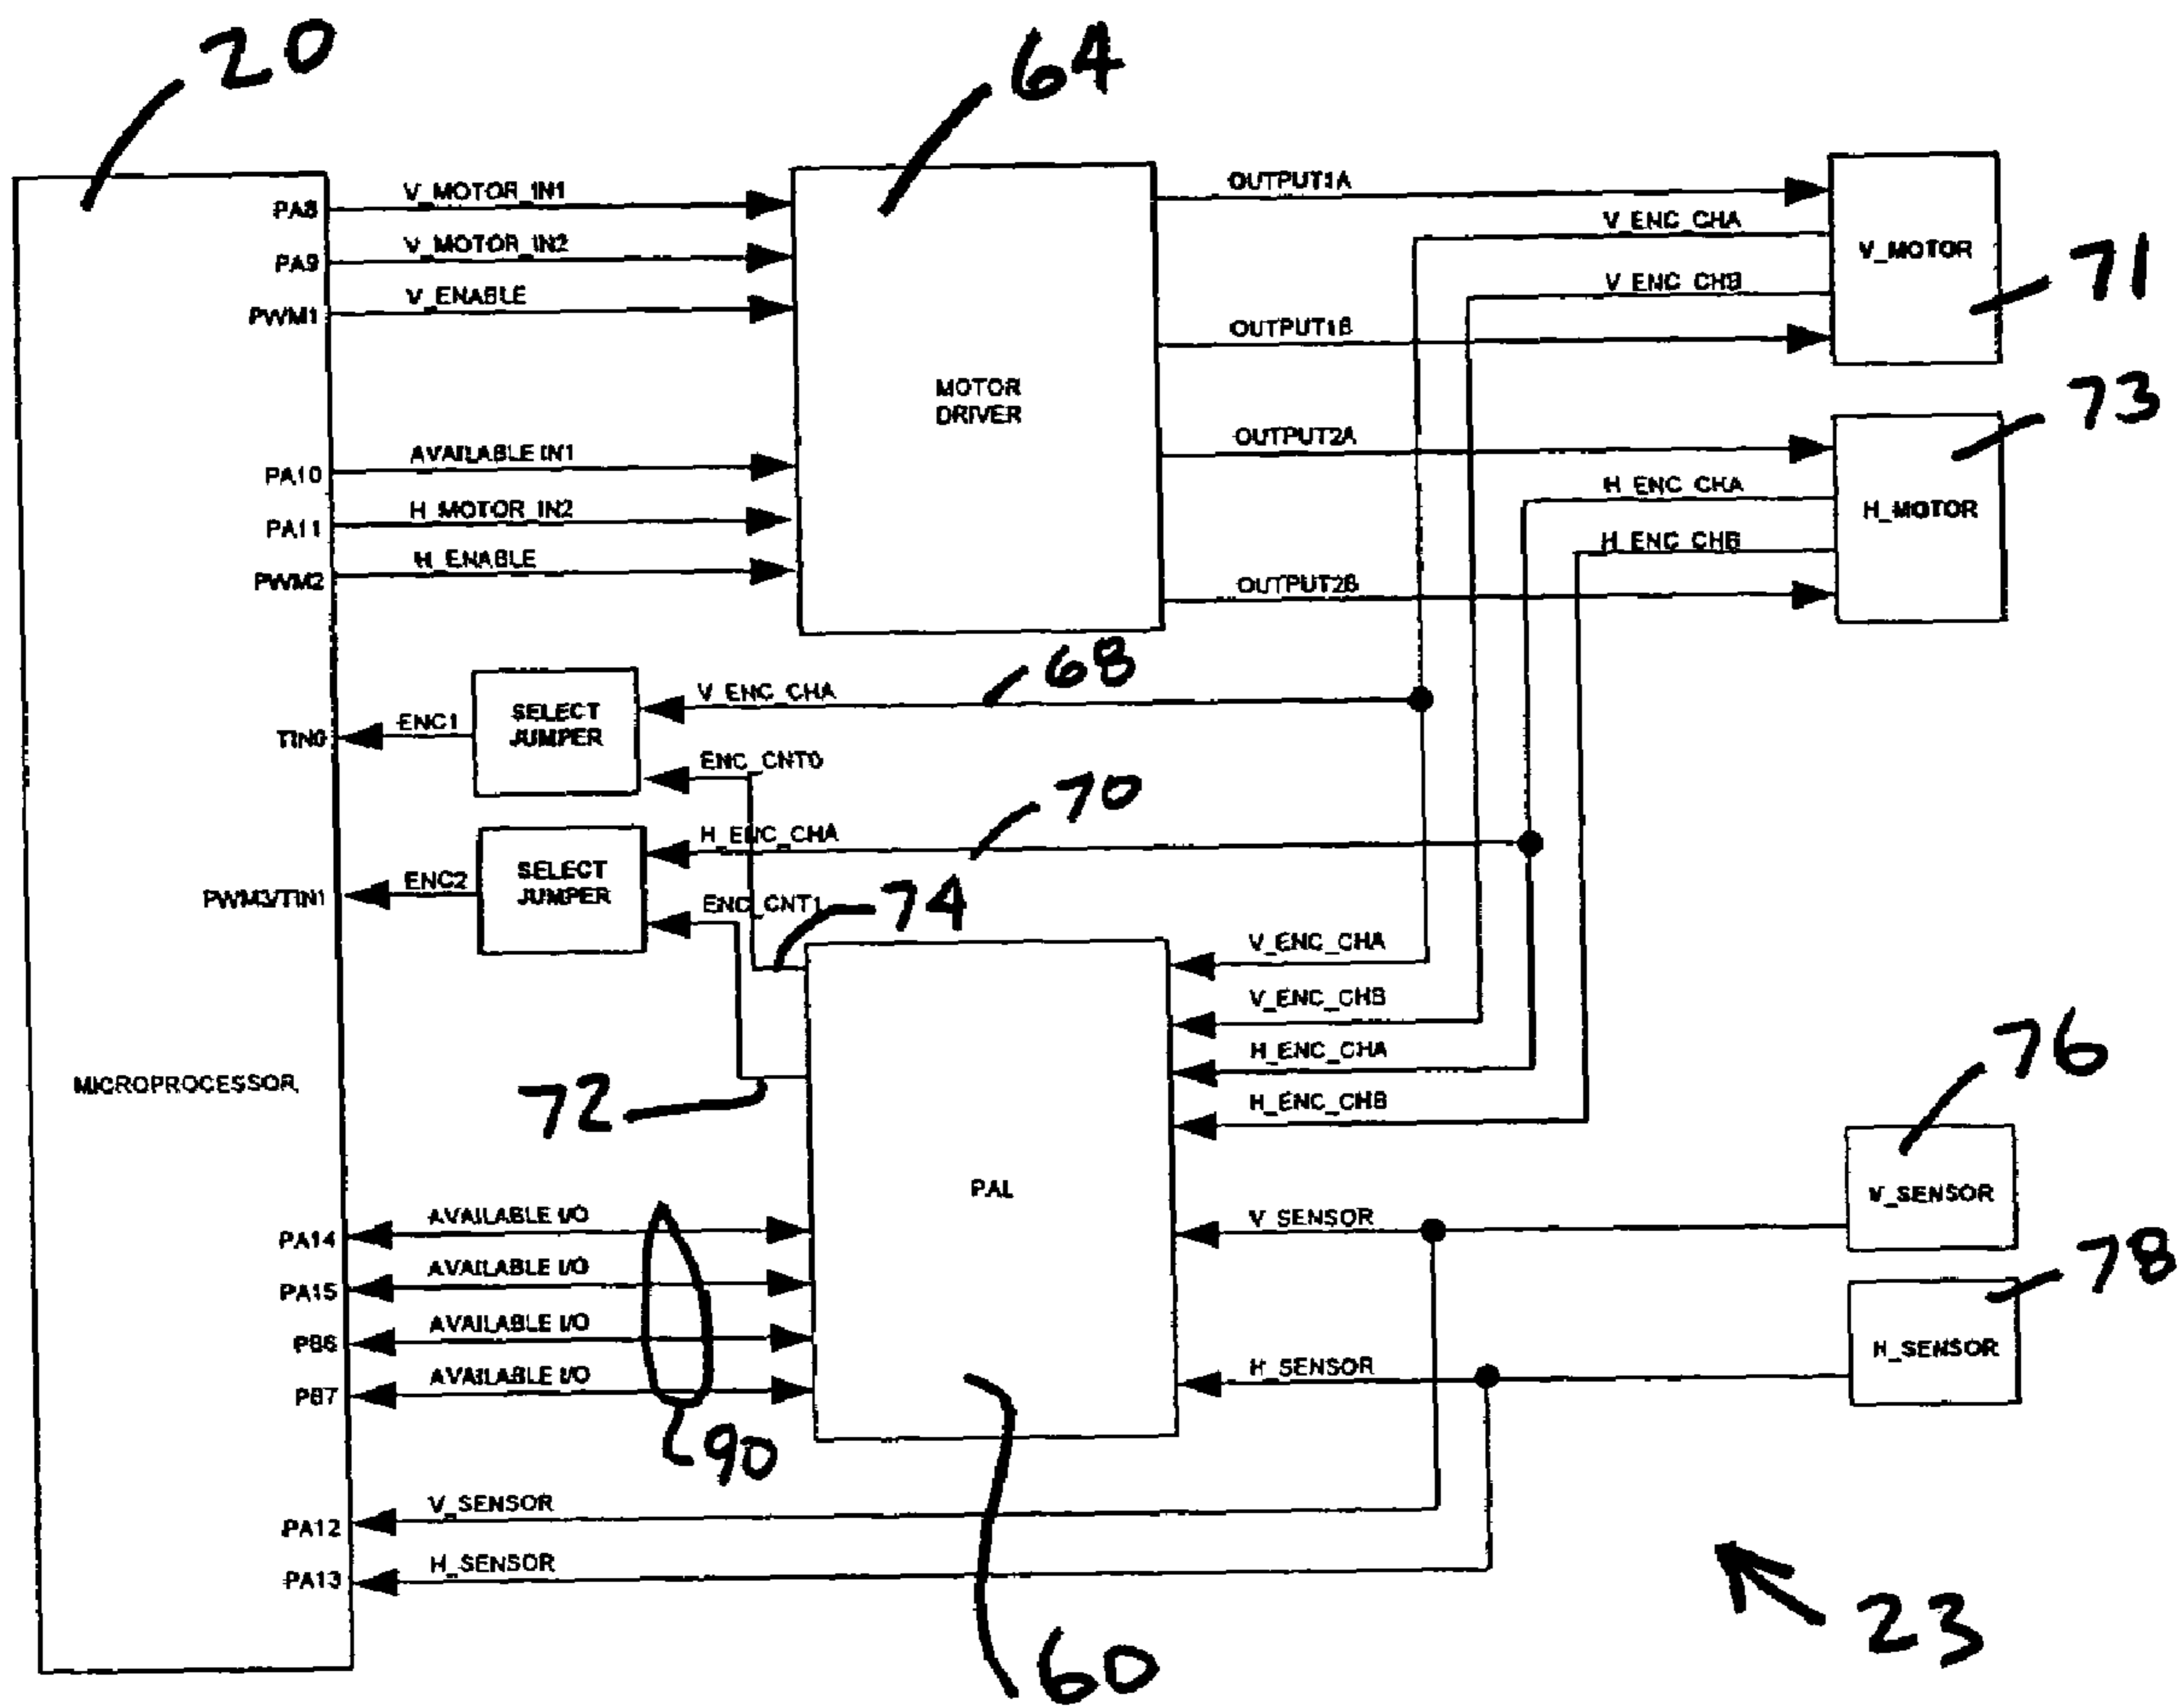 20
64
PA8
V_MOTOR_IN1
PA9
V_MOTOR_IN2
PWM1
V_ENABLE
PA10
AVAILABLE IN1
PA11
H_MOTOR_IN2
PWM2
H_ENABLE
MOTOR
DRIVER
OUTPUT1A
V_ENC_CHA
V_ENC_CHB
OUTPUT1B
V_MOTOR
71
OUTPUT2A
H_ENC_CHA
H_ENC_CHB
OUTPUT2B
H_MOTOR
73
TIN0
ENC1
SELECT
JUMPER
V_ENC_CHA
68
ENC_CNT0
70
PWM3/TIN1
ENC2
SELECT
JUMPER
H_ENC_CHA
ENC_CNT1
74
MICROPROCESSOR
72
V_ENC_CHA
V_ENC_CHB
H_ENC_CHA
H_ENC_CHB
PAL
V_SENSOR
H_SENSOR
76
V_SENSOR
78
H_SENSOR
PA14
AVAILABLE I/O
PA15
AVAILABLE I/O
PB6
AVAILABLE I/O
PB7
AVAILABLE I/O
90
PA12
V_SENSOR
PA13
H_SENSOR
60
23